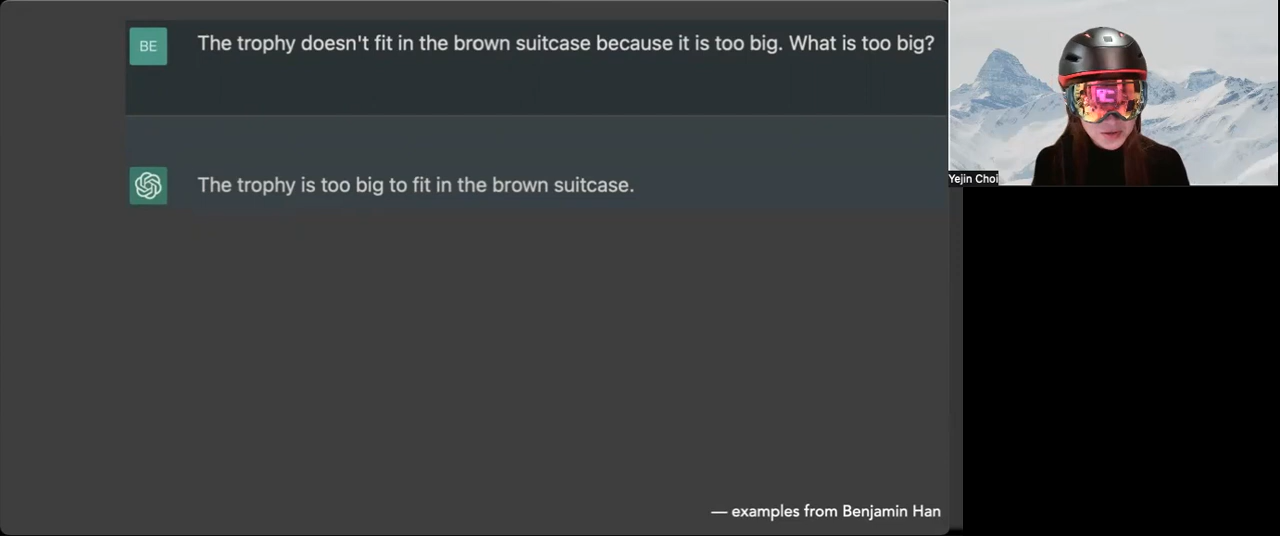 BE
The trophy doesn't fit in the brown suitcase because it is too big. What is too big?
The trophy is too big to fit in the brown suitcase.
— examples from Benjamin Han
Yejin Choi